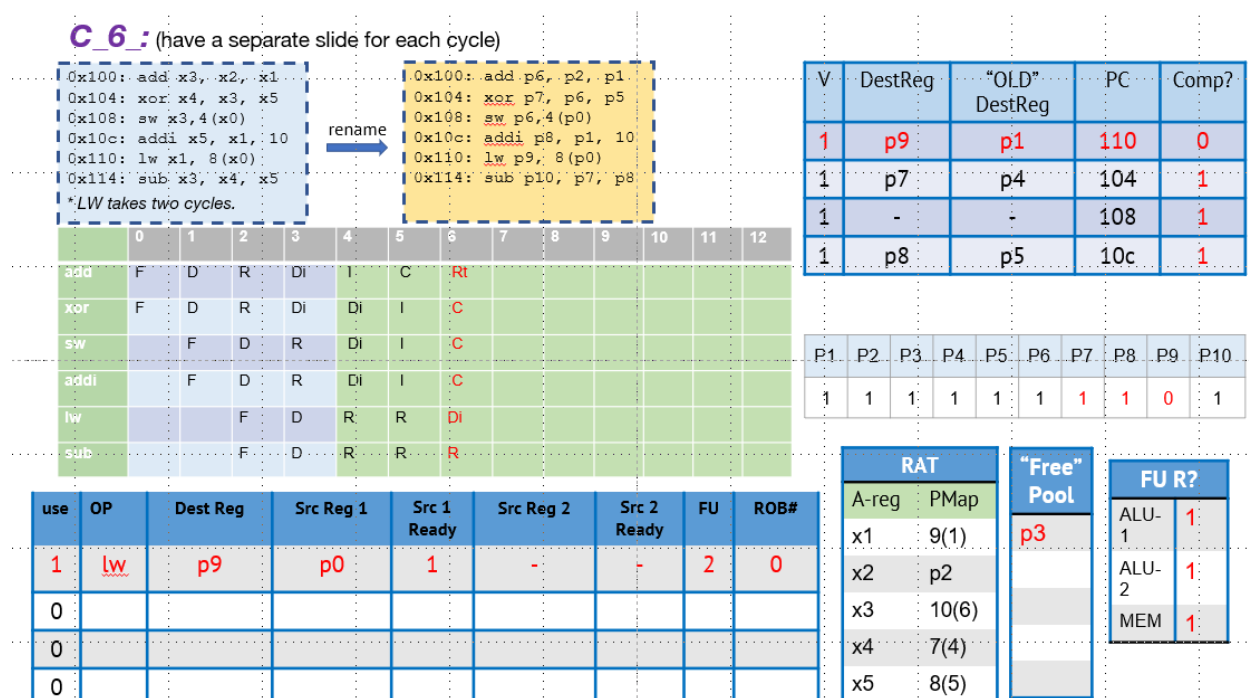 C_6_: (have a separate slide for each cycle)
0x100: add x3, x2, x1
0x104: xor x4, x3, x5
0x108: sw x3,4(x0)
0x10c: addi x5, x1, 10
0x110: lw x1, 8(x0)
0x114: sub x3, x4, x5
* LW takes two cycles.
rename
0x100: add p6, p2, p1
0x104: xor p7, p6, p5
0x108: sw p6,4(p0)
0x10c: addi p8, p1, 10
0x110: lw p9, 8(p0)
0x114: sub p10, p7, p8
V DestReg "OLD" DestReg PC Comp?
1 p9 p1 110 0
1 p7 p4 104 1
1 - - 108 1
1 p8 p5 10c 1
0 1 2 3 4 5 6 7 8 9 10 11 12
add F D R Di I C Rt
xor F D R Di Di I C
sw F D R Di I C
addi F D R Di I C
lw F D R R Di
sub F D R R R
P1 P2 P3 P4 P5 P6 P7 P8 P9 P10
1 1 1 1 1 1 1 1 0 1
use OP Dest Reg Src Reg 1 Src 1 Ready Src Reg 2 Src 2 Ready FU ROB#
1 lw p9 p0 1 - - 2 0
0
0
0
RAT
A-reg PMap
x1 9(1)
x2 p2
x3 10(6)
x4 7(4)
x5 8(5)
"Free"
Pool
p3
FU R?
ALU-1 1
ALU-2 1
MEM 1